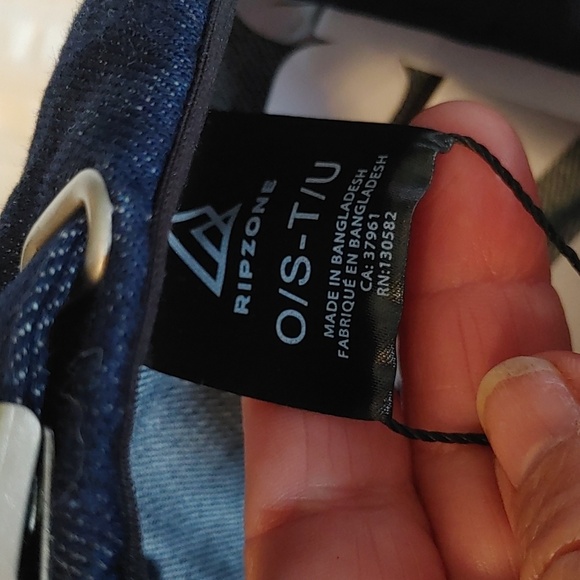 RIPZONE
O/S-T/U
MADE IN BANGLADESH
FABRIQUÉ EN BANGLADESH
CA: 37961
RN:130582